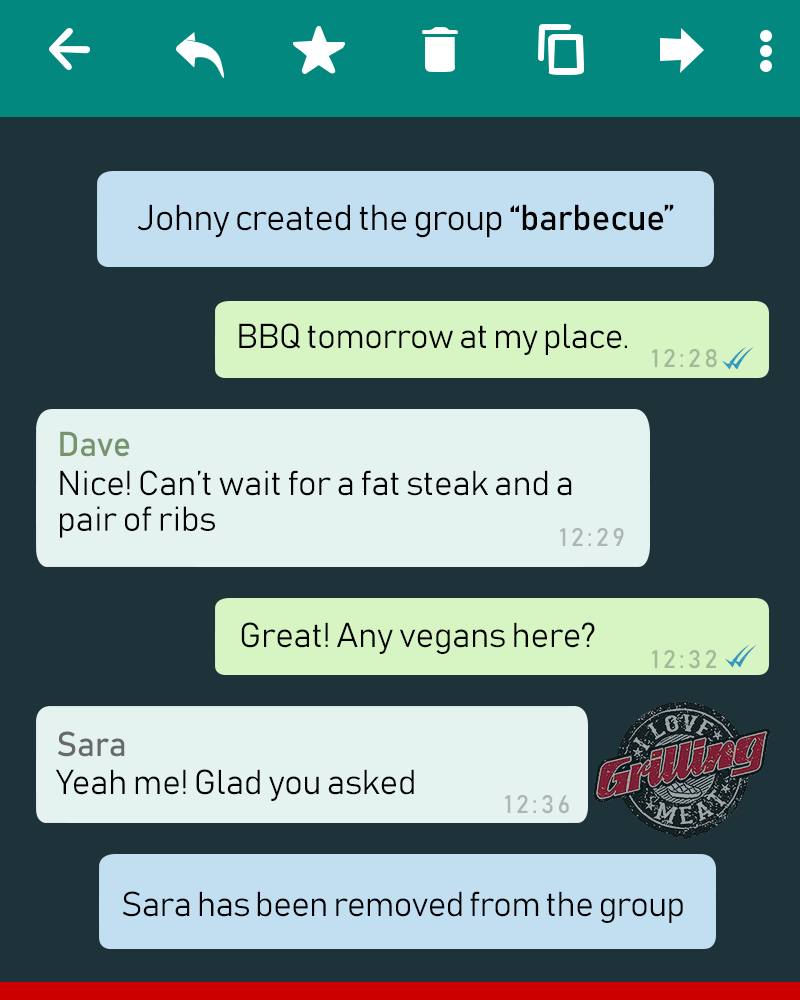 Johny created the group “barbecue”
BBQ tomorrow at my place.
12:28
Dave
Nice! Can’t wait for a fat steak and a
pair of ribs
12:29
Great! Any vegans here?
12:32
Sara
Yeah me! Glad you asked
12:36
I LOVE
Grilling
MEAT
Sara has been removed from the group